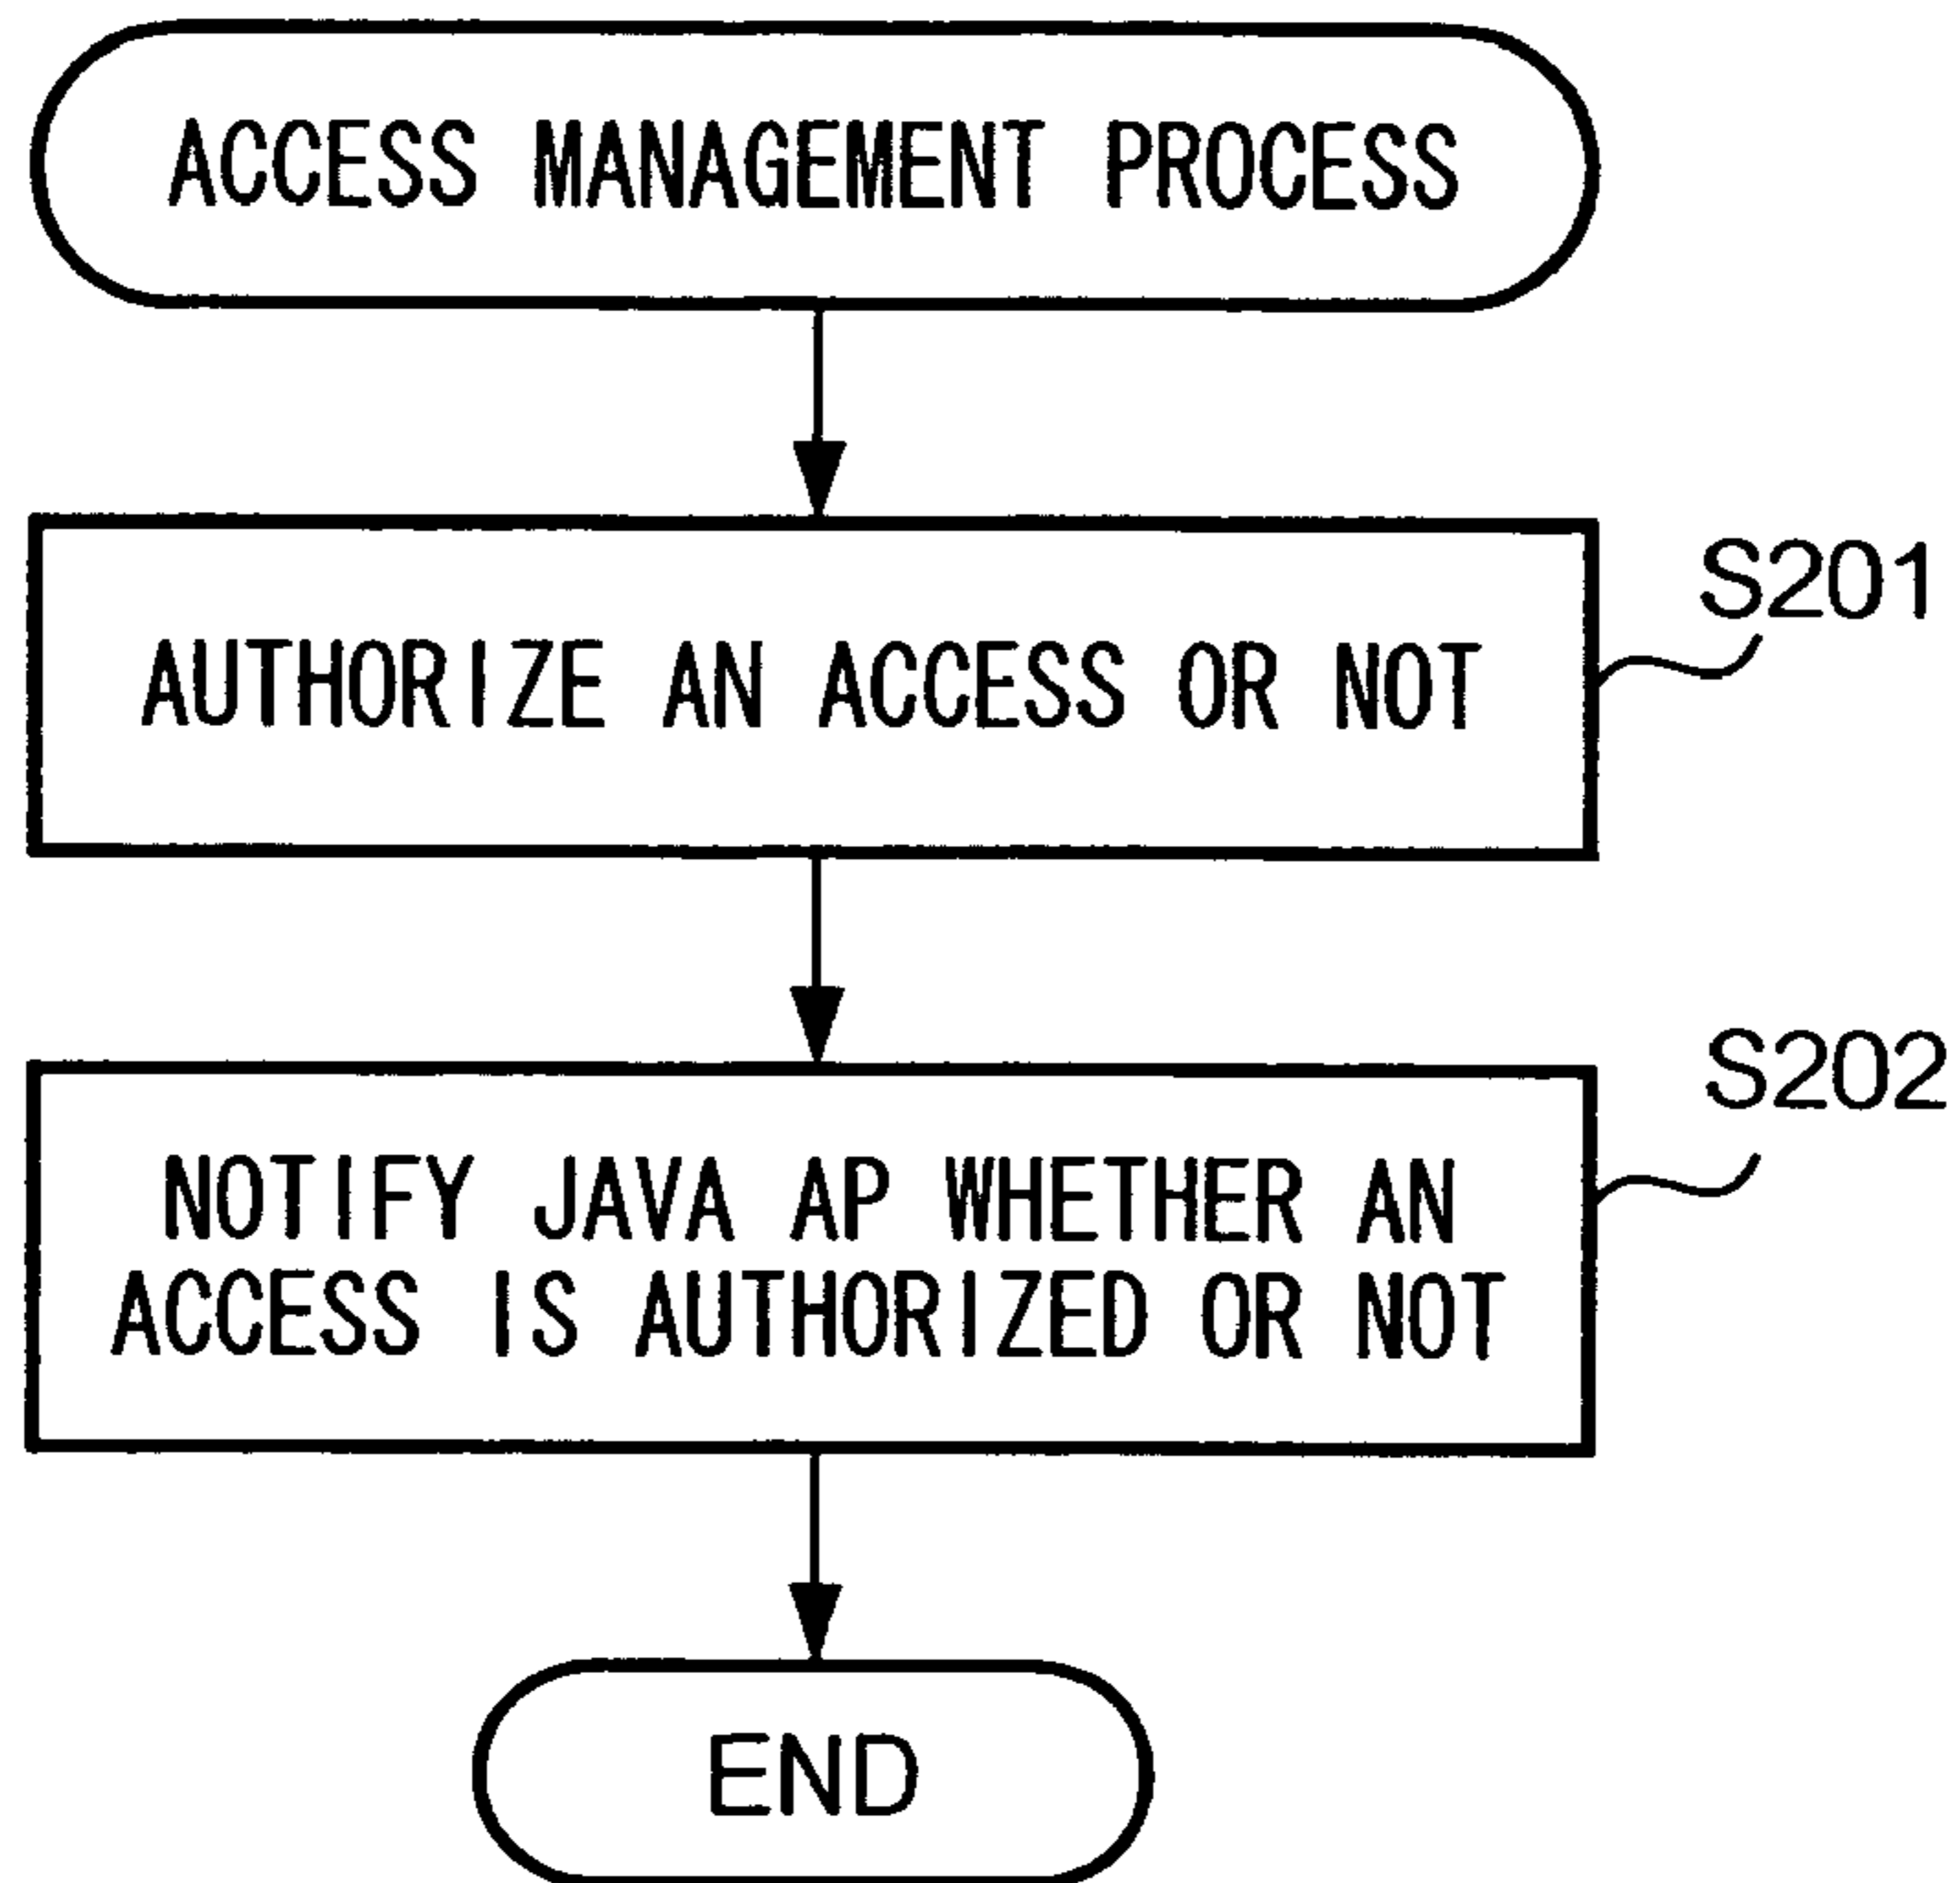 ACCESS MANAGEMENT PROCESS
S201
AUTHORIZE AN ACCESS OR NOT
S202
NOTIFY JAVA AP WHETHER AN
ACCESS IS AUTHORIZED OR NOT
END